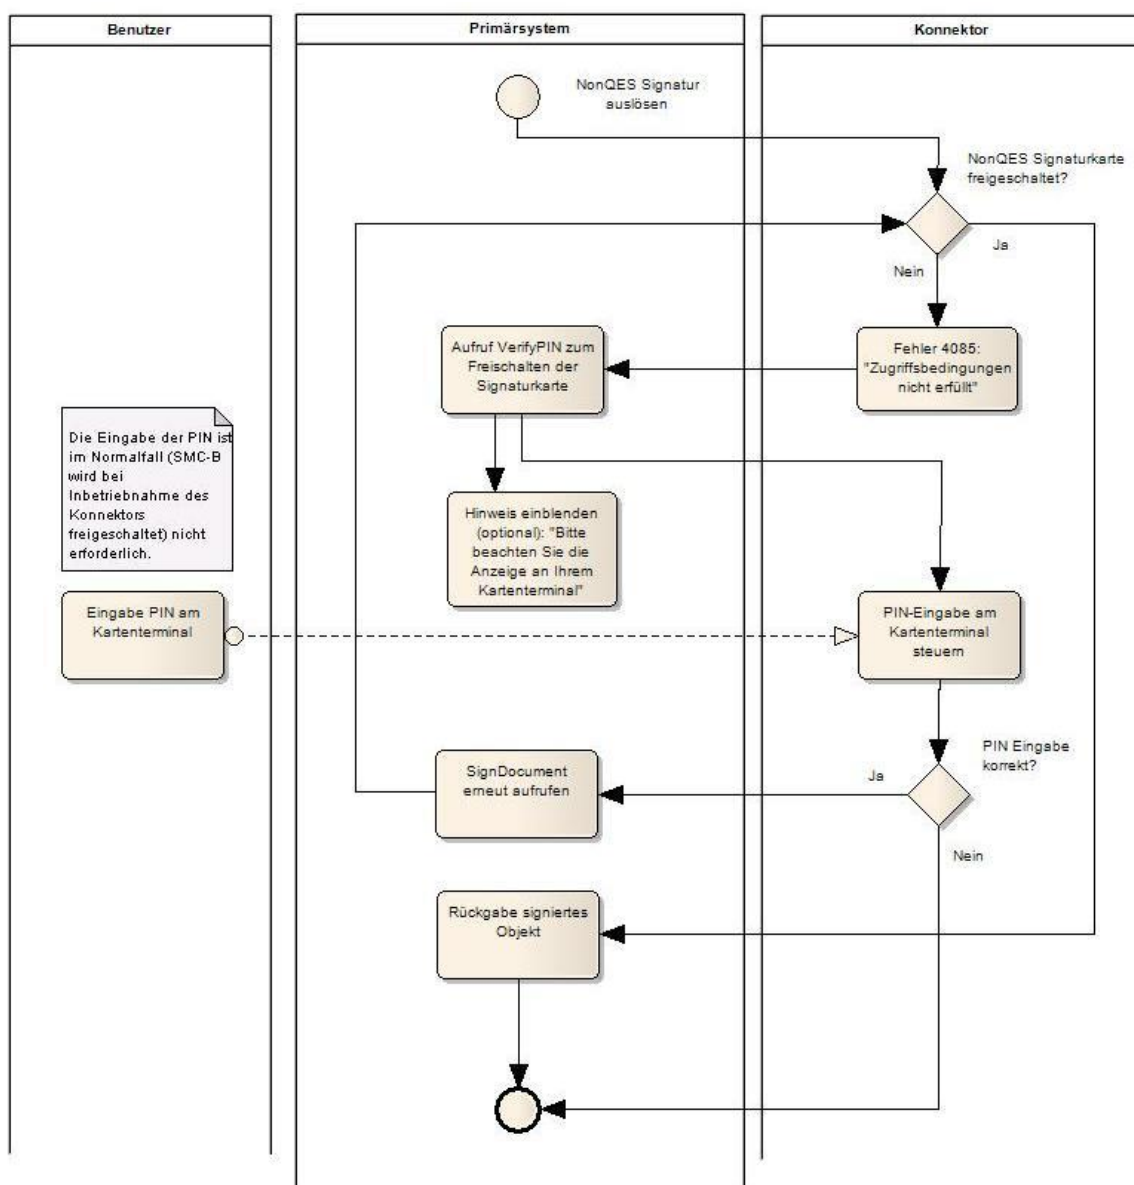 Benutzer
Primärsystem
Konnektor
NonQES Signatur
auslösen
NonQES Signaturkarte
freigeschaltet?
Ja
Nein
Aufruf VerifyPIN zum
Freischalten der
Signaturkarte
Fehler 4085:
"Zugriffsbedingungen
nicht erfüllt"
Die Eingabe der PIN ist
im Normalfall (SMC-B
wird bei
Inbetriebnahme des
Konnektors
freigeschaltet) nicht
erforderlich.
Hinweis einblenden
(optional): "Bitte
beachten Sie die
Anzeige an Ihrem
Kartenterminal"
Eingabe PIN am
Kartenterminal
PIN-Eingabe am
Kartenterminal
steuern
PIN Eingabe
korrekt?
Ja
SignDocument
erneut aufrufen
Nein
Rückgabe signiertes
Objekt